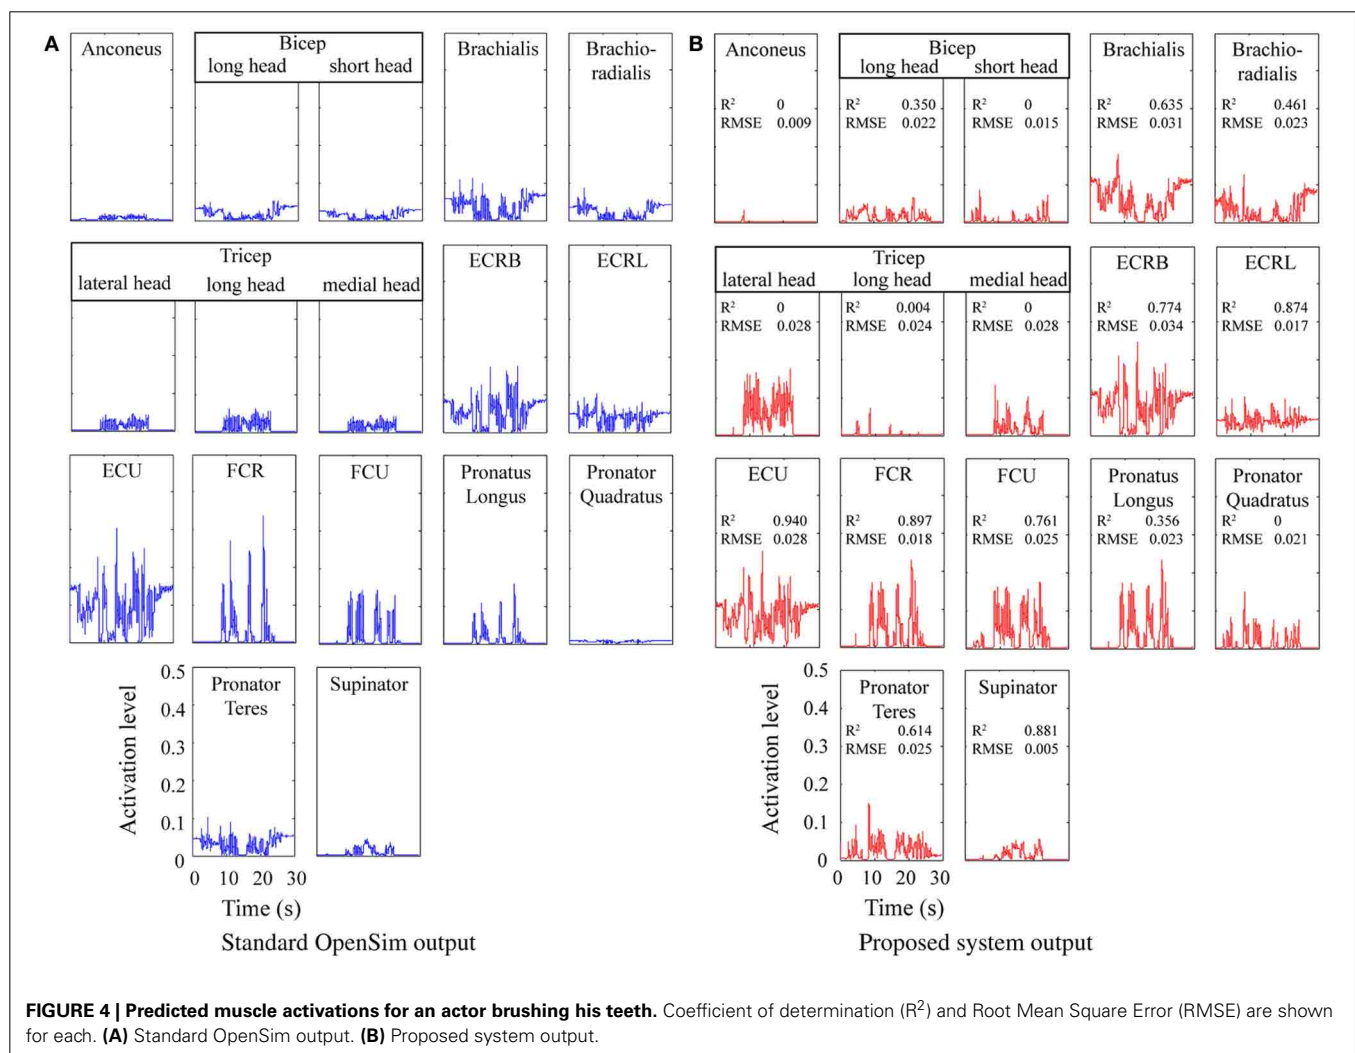 A
Anconeus
Bicep
long head short head
Brachialis
Brachio-
radialis
Tricep
lateral head long head medial head
ECRB
ECRL
ECU
FCR
FCU
Pronatus
Longus
Pronator
Quadratus
Pronator
Teres
Supinator
Activation level
0.5
0.4
0.3
0.2
0.1
0
0 10 20 30
Time (s)
Standard OpenSim output
B
Anconeus
R² 0
RMSE 0.009
Bicep
long head short head
R² 0.350
RMSE 0.022
R² 0
RMSE 0.015
Brachialis
R² 0.635
RMSE 0.031
Brachio-
radialis
R² 0.461
RMSE 0.023
Tricep
lateral head long head medial head
R² 0
RMSE 0.028
R² 0.004
RMSE 0.024
R² 0
RMSE 0.028
ECRB
R² 0.774
RMSE 0.034
ECRL
R² 0.874
RMSE 0.017
ECU
R² 0.940
RMSE 0.028
FCR
R² 0.897
RMSE 0.018
FCU
R² 0.761
RMSE 0.025
Pronatus
Longus
R² 0.356
RMSE 0.023
Pronator
Quadratus
R² 0
RMSE 0.021
Pronator
Teres
R² 0.614
RMSE 0.025
Supinator
R² 0.881
RMSE 0.005
Activation level
0.5
0.4
0.3
0.2
0.1
0
0 10 20 30
Time (s)
Proposed system output
FIGURE 4 | Predicted muscle activations for an actor brushing his teeth. Coefficient of determination (R²) and Root Mean Square Error (RMSE) are shown
for each. (A) Standard OpenSim output. (B) Proposed system output.